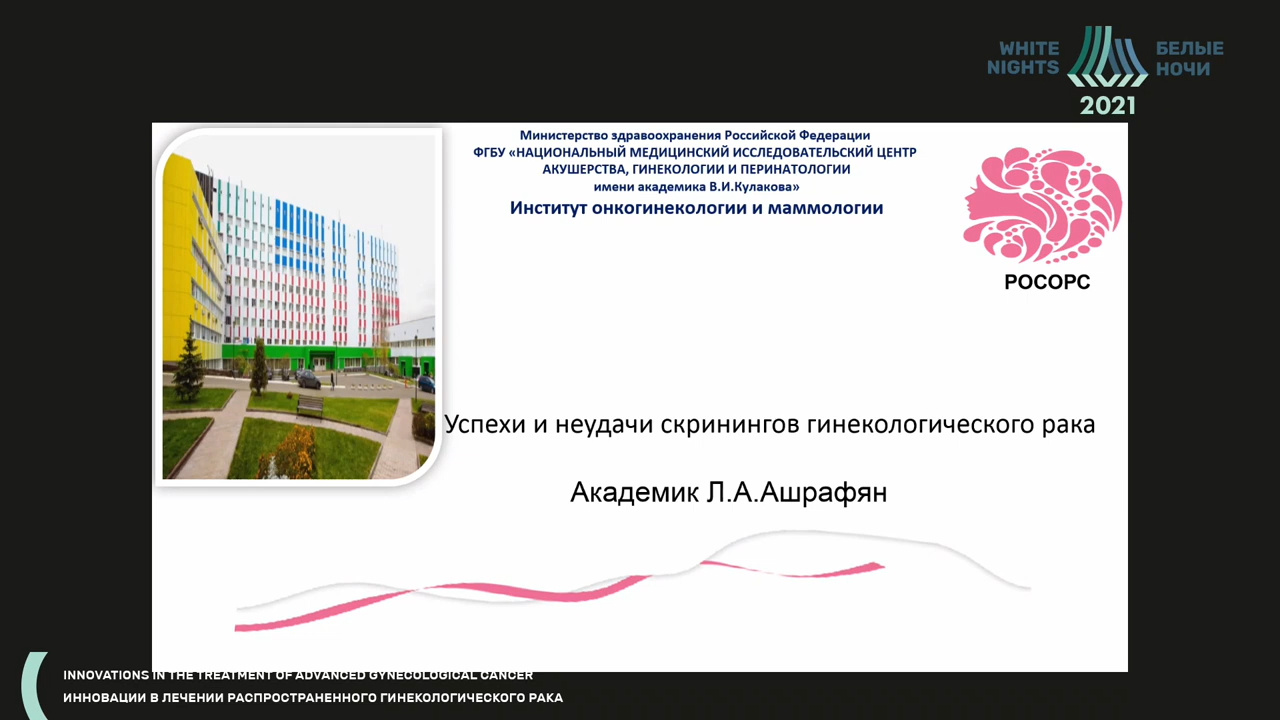 WHITE
NIGHTS
БЕЛЫЕ
НОЧИ
2021
Министерство здравоохранения Российской Федерации
ФГБУ «НАЦИОНАЛЬНЫЙ МЕДИЦИНСКИЙ ИССЛЕДОВАТЕЛЬСКИЙ ЦЕНТР
АКУШЕРСТВА, ГИНЕКОЛОГИИ И ПЕРИНАТОЛОГИИ
имени академика В.И.Кулакова»
Институт онкогинекологии и маммологии
РОСОРС
Успехи и неудачи скринингов гинекологического рака
Академик Л.А.Ашрафян
INNOVATIONS IN THE TREATMENT OF ADVANCED GYNECOLOGICAL CANCER
ИННОВАЦИИ В ЛЕЧЕНИИ РАСПРОСТРАНЕННОГО ГИНЕКОЛОГИЧЕСКОГО РАКА